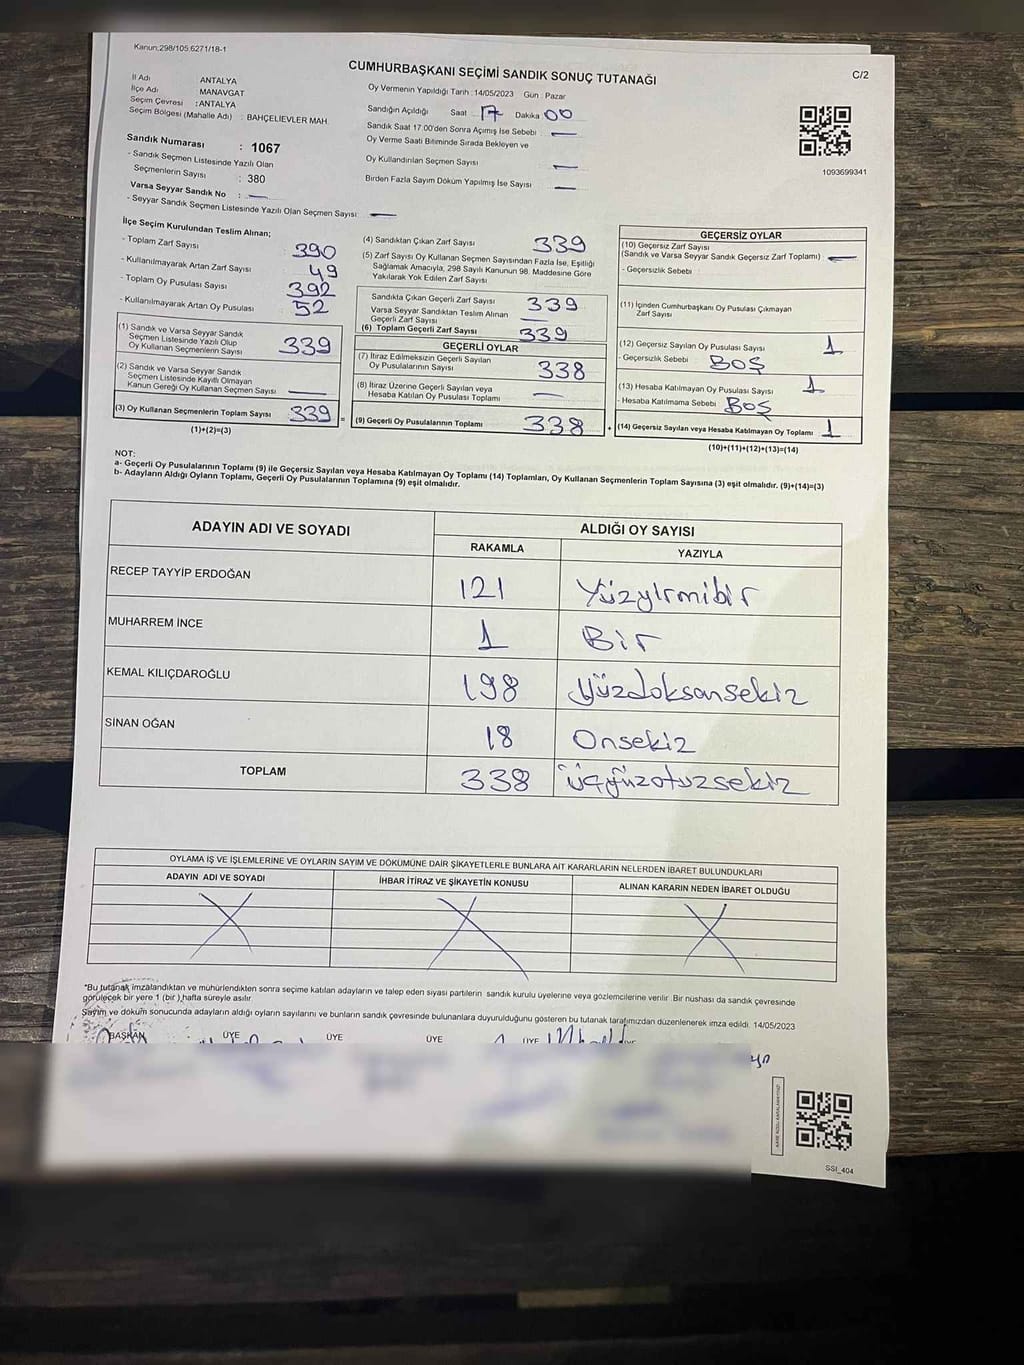 Kanun:298/105,6271/18-1
CUMHURBAŞKANI SEÇİMİ SANDIK SONUÇ TUTANAĞI
C/2
İl Adı ANTALYA
İlçe Adı MANAVGAT
Seçim Çevresi : ANTALYA
Seçim Bölgesi (Mahalle Adı) : BAHÇELİEVLER MAH.
Oy Vermenin Yapıldığı Tarih :14/05/2023 Gün : Pazar
Sandığın Açıldığı Saat 17 Dakika 00
Sandık Saat 17.00'den Sonra Açımış İse Sebebi —
Oy Verme Saati Bitiminde Sırada Bekleyen ve
Oy Kullandırılan Seçmen Sayısı —
Birden Fazla Sayım Döküm Yapılmış İse Sayısı —
1093699341
Sandık Numarası : 1067
- Sandık Seçmen Listesinde Yazılı Olan
Seçmenlerin Sayısı : 380
Varsa Seyyar Sandık No : —
- Seyyar Sandık Seçmen Listesinde Yazılı Olan Seçmen Sayısı —
İlçe Seçim Kurulundan Teslim Alınan;
- Toplam Zarf Sayısı 390
- Kullanılmayarak Artan Zarf Sayısı 49
- Toplam Oy Pusulası Sayısı 392
- Kullanılmayarak Artan Oy Pusulası 52
(1) Sandık ve Varsa Seyyar Sandık
Seçmen Listesinde Yazılı Olup
Oy Kullanan Seçmenlerin Sayısı 339
(2) Sandık ve Varsa Seyyar Sandık
Seçmen Listesinde Kayıtlı Olmayan
Kanun Gereği Oy Kullanan Seçmen Sayısı —
(3) Oy Kullanan Seçmenlerin Toplam Sayısı 339 =
(1)+(2)=(3)
(4) Sandıktan Çıkan Zarf Sayısı 339
(5) Zarf Sayısı Oy Kullanan Seçmen Sayısından Fazla İse, Eşitliği
Sağlamak Amacıyla, 298 Sayılı Kanunun 98. Maddesine Göre
Yakılarak Yok Edilen Zarf Sayısı
Sandıkta Çıkan Geçerli Zarf Sayısı 339
Varsa Seyyar Sandıktan Teslim Alınan
Geçerli Zarf Sayısı —
(6) Toplam Geçerli Zarf Sayısı 339
GEÇERLİ OYLAR
(7) İtiraz Edilmeksizin Geçerli Sayılan
Oy Pusulalarının Sayısı 338
(8) İtiraz Üzerine Geçerli Sayılan veya
Hesaba Katılan Oy Pusulası Toplamı —
(9) Geçerli Oy Pusulalarının Toplamı 338 +
GEÇERSİZ OYLAR
(10) Geçersiz Zarf Sayısı
(Sandık ve Varsa Seyyar Sandık Geçersiz Zarf Toplamı) —
- Geçersizlik Sebebi :
(11) İçinden Cumhurbaşkanı Oy Pusulası Çıkmayan
Zarf Sayısı
(12) Geçersiz Sayılan Oy Pusulası Sayısı 1
- Geçersizlik Sebebi : BOŞ
(13) Hesaba Katılmayan Oy Pusulası Sayısı 1
- Hesaba Katılmama Sebebi : BOŞ
(14) Geçersiz Sayılan veya Hesaba Katılmayan Oy Toplamı 1
(10)+(11)+(12)+(13)=(14)
NOT:
a- Geçerli Oy Pusulalarının Toplamı (9) ile Geçersiz Sayılan veya Hesaba Katılmayan Oy Toplamı (14) Toplamları, Oy Kullanan Seçmenlerin Toplam Sayısına (3) eşit olmalıdır. (9)+(14)=(3)
b- Adayların Aldığı Oyların Toplamı, Geçerli Oy Pusulalarının Toplamına (9) eşit olmalıdır.
ADAYIN ADI VE SOYADI ALDIĞI OY SAYISI
RAKAMLA YAZIYLA
RECEP TAYYİP ERDOĞAN 121 Yüzyirmibir
MUHARREM İNCE 1 Bir
KEMAL KILIÇDAROĞLU 198 Yüzdoksansekiz
SİNAN OĞAN 18 Onsekiz
TOPLAM 338 üçyüzotuzsekiz
OYLAMA İŞ VE İŞLEMLERİNE VE OYLARIN SAYIM VE DÖKÜMÜNE DAİR ŞİKAYETLERLE BUNLARA AİT KARARLARIN NELERDEN İBARET BULUNDUKLARI
ADAYIN ADI VE SOYADI İHBAR İTİRAZ VE ŞİKAYETİN KONUSU ALINAN KARARIN NEDEN İBARET OLDUĞU
*Bu tutanak imzalandıktan ve mühürlendikten sonra seçime katılan adayların ve talep eden siyasi partilerin sandık kurulu üyelerine veya gözlemcilerine verilir. Bir nüshası da sandık çevresinde
görülecek bir yere 1 (bir) hafta süreyle asılır.
Sayım ve döküm sonucunda adayların aldığı oyların sayılarını ve bunların sandık çevresinde bulunanlara duyurulduğunu gösteren bu tutanak tarafımızdan düzenlenerek imza edildi. 14/05/2023
BAŞKAN ÜYE ÜYE ÜYE ÜYE
SSI_404